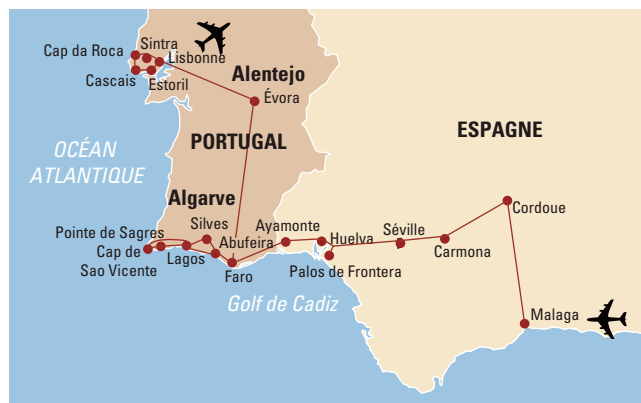 Cap da Roca
Sintra
Lisbonne
Cascais
Estoril
Alentejo
Évora
PORTUGAL
ESPAGNE
OCÉAN
ATLANTIQUE
Algarve
Silves
Pointe de Sagres
Cap de
Sao Vicente
Lagos
Abufeira
Faro
Ayamonte
Huelva
Palos de Frontera
Séville
Carmona
Cordoue
Golf de Cadiz
Malaga